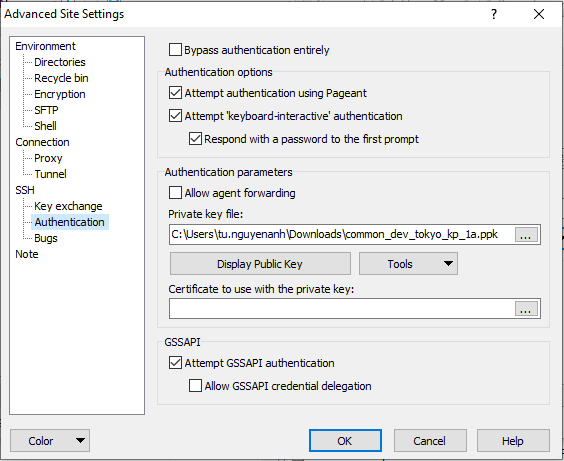 Advanced Site Settings
?
Environment
Directories
Recycle bin
Encryption
SFTP
Shell
Connection
Proxy
Tunnel
SSH
Key exchange
Authentication
Bugs
Note
Bypass authentication entirely
Authentication options
Attempt authentication using Pageant
Attempt 'keyboard-interactive' authentication
Respond with a password to the first prompt
Authentication parameters
Allow agent forwarding
Private key file:
C:\Users\tu.nguyenanh\Downloads\common_dev_tokyo_kp_1a.ppk
...
Display Public Key
Tools
Certificate to use with the private key:
...
GSSAPI
Attempt GSSAPI authentication
Allow GSSAPI credential delegation
Color
OK
Cancel
Help